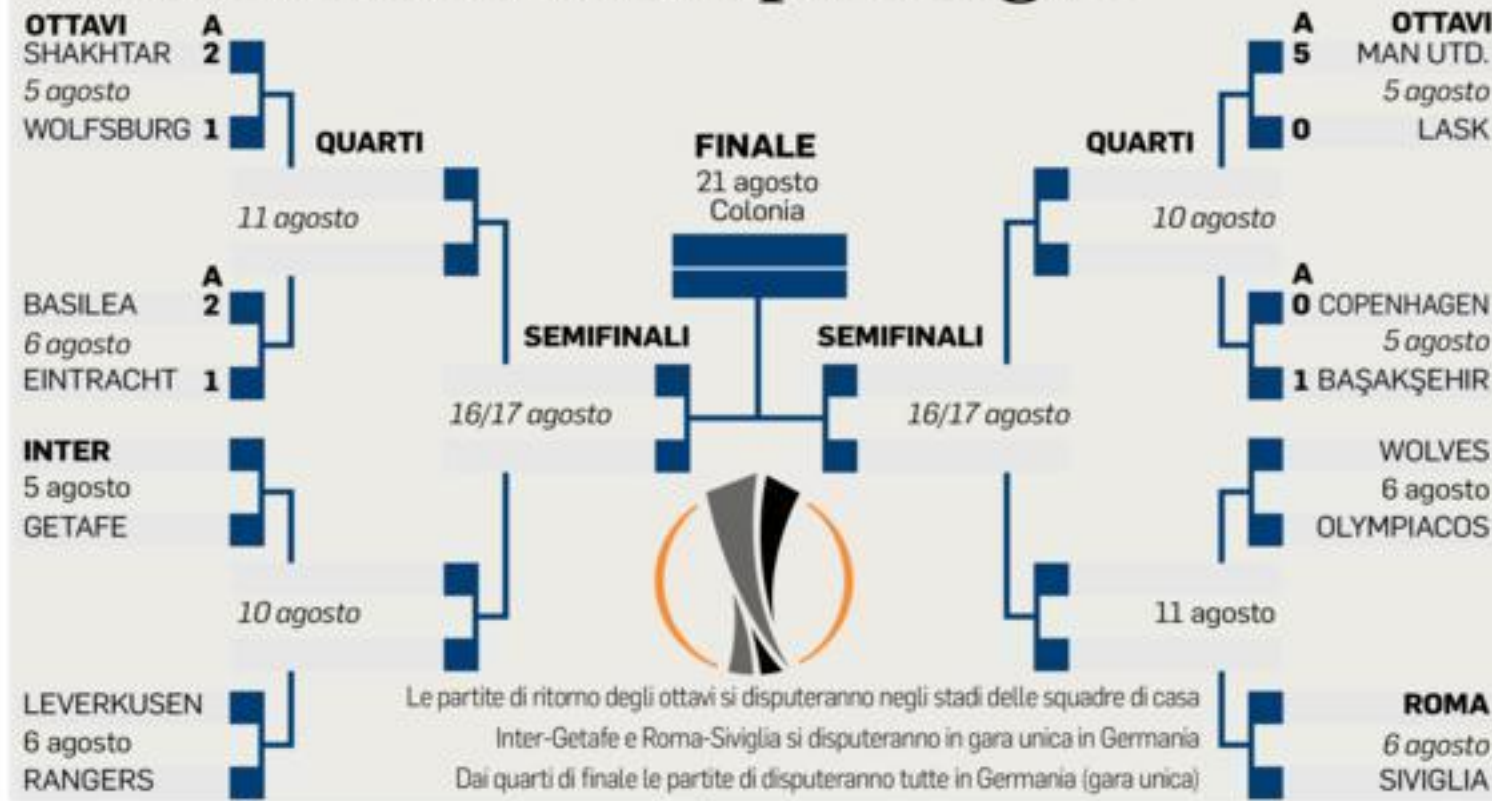 OTTAVI A
SHAKHTAR 2
5 agosto
WOLFSBURG 1
QUARTI
11 agosto
A
BASILEA 2
6 agosto
EINTRACHT 1
INTER
5 agosto
GETAFE
10 agosto
LEVERKUSEN
6 agosto
RANGERS
SEMIFINALI
16/17 agosto
FINALE
21 agosto
Colonia
SEMIFINALI
16/17 agosto
A OTTAVI
5 MAN UTD.
5 agosto
0 LASK
QUARTI
10 agosto
A
0 COPENHAGEN
5 agosto
1 BAŞAKŞEHIR
WOLVES
6 agosto
OLYMPIACOS
11 agosto
ROMA
6 agosto
SIVIGLIA
Le partite di ritorno degli ottavi si disputeranno negli stadi delle squadre di casa
Inter-Getafe e Roma-Siviglia si disputeranno in gara unica in Germania
Dai quarti di finale le partite di disputeranno tutte in Germania (gara unica)